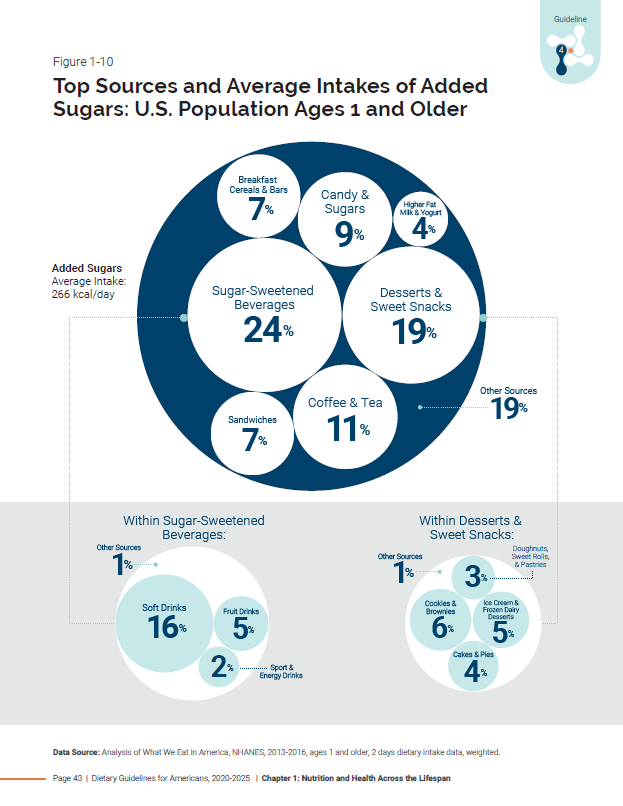 Guideline
4
Figure 1-10
Top Sources and Average Intakes of Added
Sugars: U.S. Population Ages 1 and Older
Breakfast
Cereals & Bars
7%
Candy &
Sugars
9%
Higher Fat
Milk & Yogurt
4%
Added Sugars
Average Intake:
266 kcal/day
Sugar-Sweetened
Beverages
24%
Desserts &
Sweet Snacks
19%
Other Sources
19%
Sandwiches
7%
Coffee & Tea
11%
Within Sugar-Sweetened
Beverages:
Other Sources
1%
Soft Drinks
16%
Fruit Drinks
5%
2%
Sport &
Energy Drinks
Within Desserts &
Sweet Snacks:
Other Sources
1%
Doughnuts,
Sweet Rolls,
& Pastries
3%
Cookies &
Brownies
6%
Ice Cream &
Frozen Dairy
Desserts
5%
Cakes & Pies
4%
Data Source: Analysis of What We Eat in America, NHANES, 2013-2016, ages 1 and older, 2 days dietary intake data, weighted.
Page 43 | Dietary Guidelines for Americans, 2020-2025 | Chapter 1: Nutrition and Health Across the Lifespan